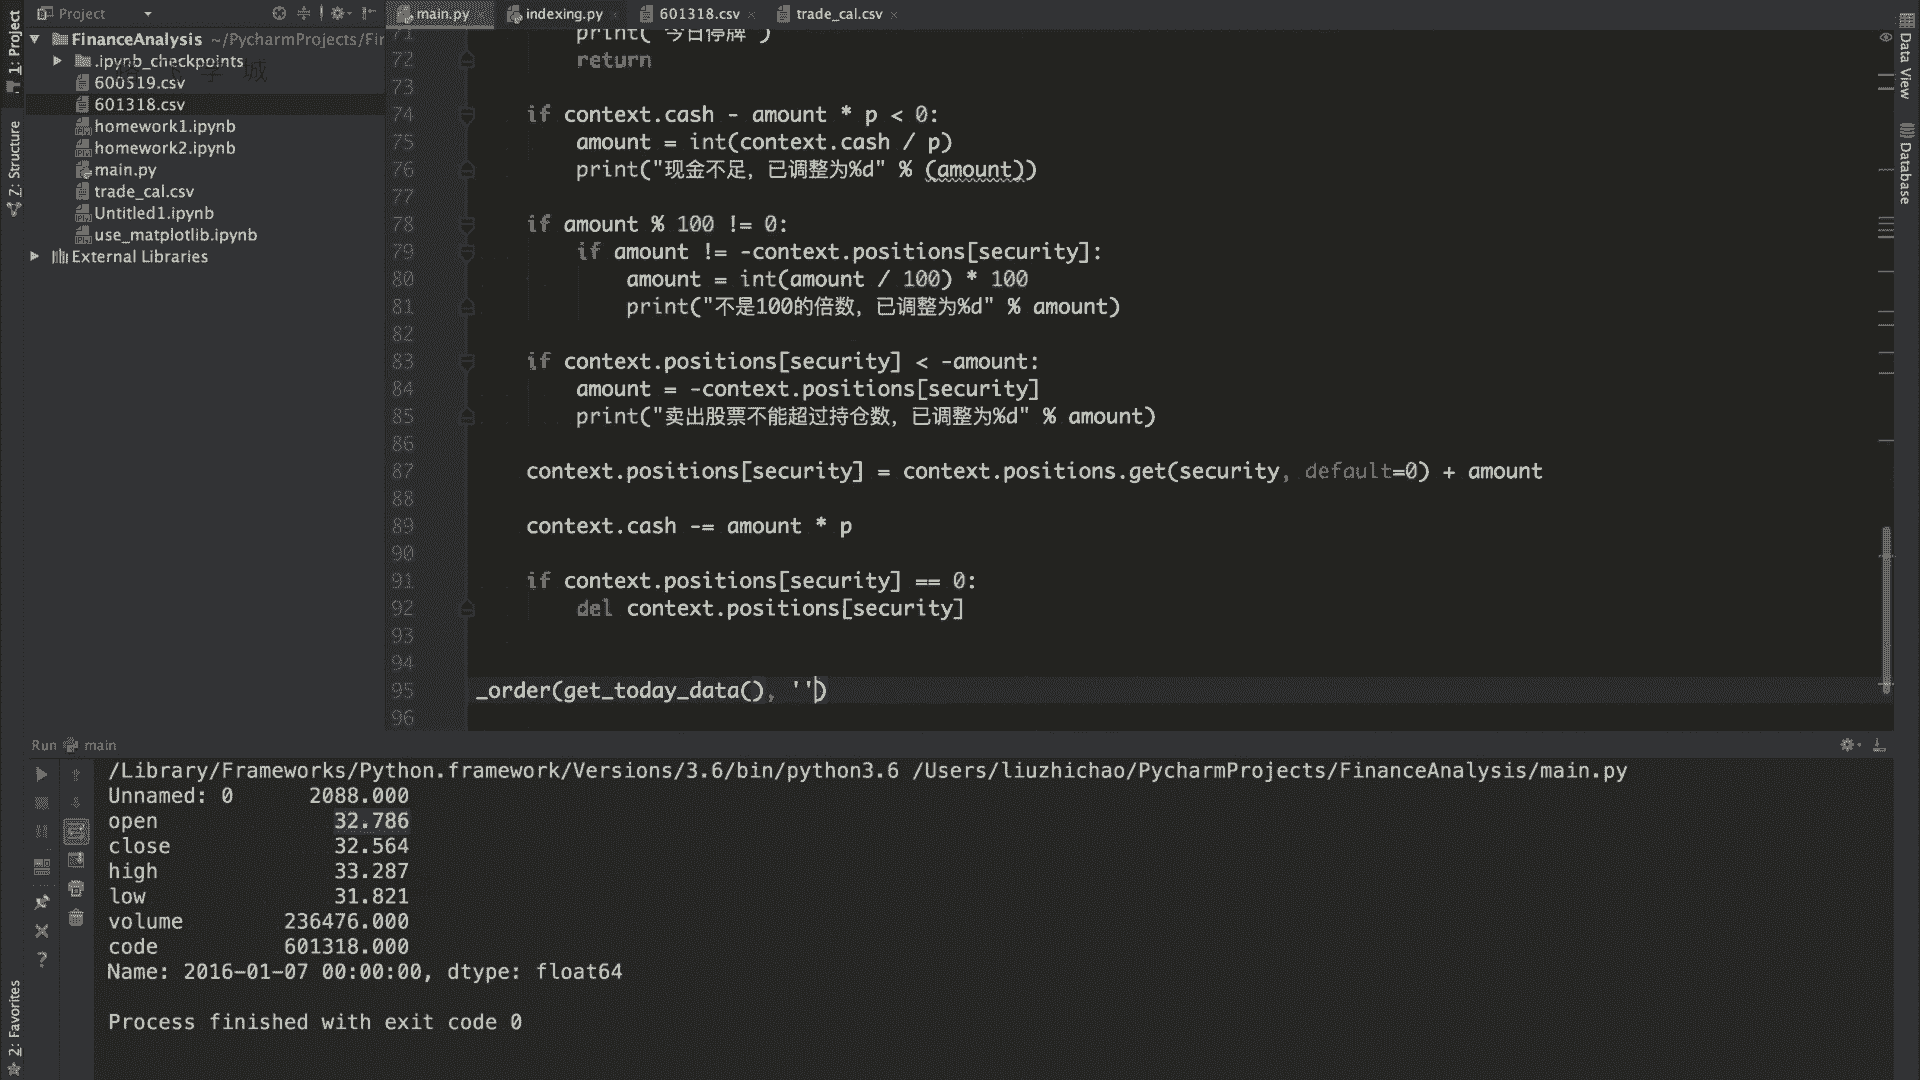 Project
main.py
indexing.py
601318.csv
trade_cal.csv
1: Project
Z: Structure
2: Favorites
Data View
Database
FinanceAnalysis ~/PycharmProjects/Fir
.ipynb_checkpoints
600519.csv
601318.csv
homework1.ipynb
homework2.ipynb
main.py
trade_cal.csv
Untitled1.ipynb
use_matplotlib.ipynb
External Libraries
71 print("今日停牌")
72 return
73
74 if context.cash - amount * p < 0:
75 amount = int(context.cash / p)
76 print("现金不足，已调整为%d" % (amount))
77
78 if amount % 100 != 0:
79 if amount != -context.positions[security]:
80 amount = int(amount / 100) * 100
81 print("不是100的倍数，已调整为%d" % amount)
82
83 if context.positions[security] < -amount:
84 amount = -context.positions[security]
85 print("卖出股票不能超过持仓数，已调整为%d" % amount)
86
87 context.positions[security] = context.positions.get(security, default=0) + amount
88
89 context.cash -= amount * p
90
91 if context.positions[security] == 0:
92 del context.positions[security]
93
94
95 _order(get_today_data(), '')
96
Run main
/Library/Frameworks/Python.framework/Versions/3.6/bin/python3.6 /Users/liuzhichao/PycharmProjects/FinanceAnalysis/main.py
Unnamed: 0 2088.000
open 32.786
close 32.564
high 33.287
low 31.821
volume 236476.000
code 601318.000
Name: 2016-01-07 00:00:00, dtype: float64
Process finished with exit code 0